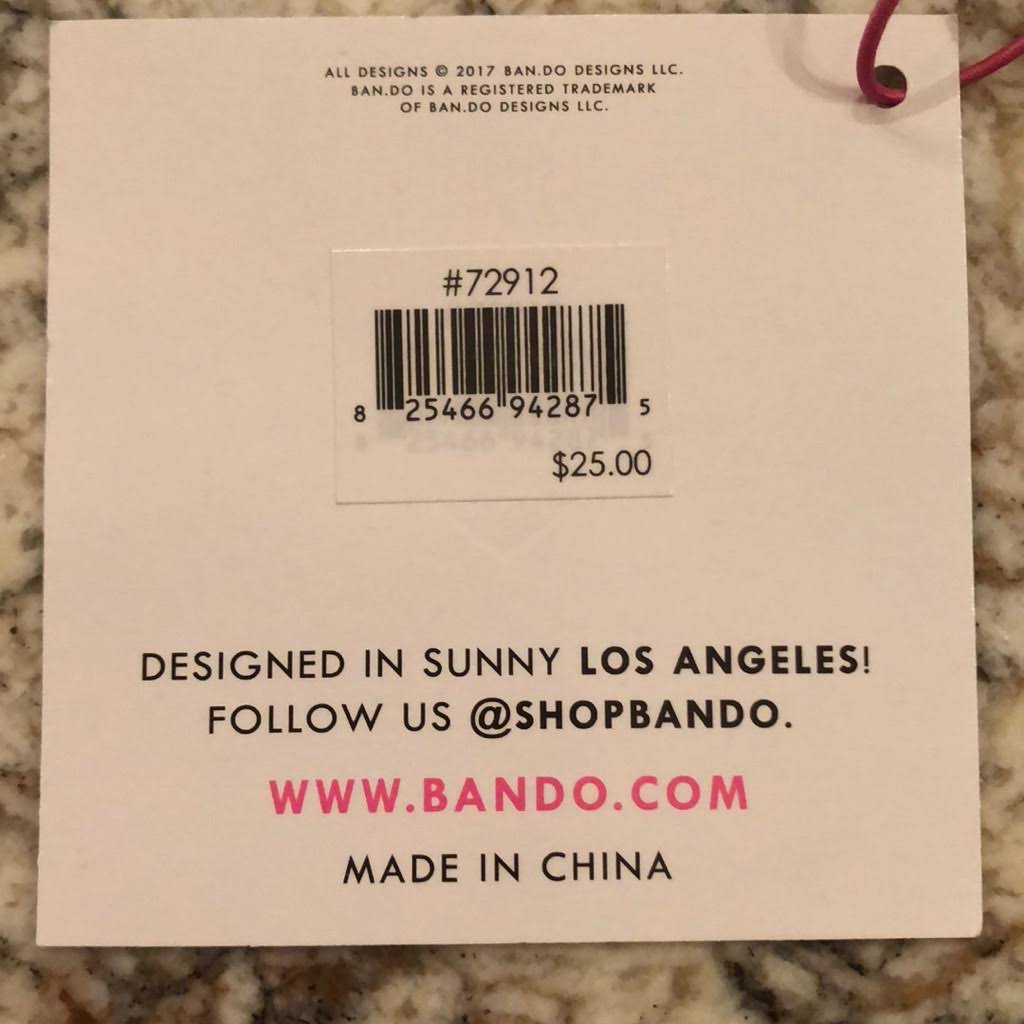 ALL DESIGNS © 2017 BAN.DO DESIGNS LLC.
BAN.DO IS A REGISTERED TRADEMARK
OF BAN.DO DESIGNS LLC.
#72912
8 25466 94287 5
$25.00
DESIGNED IN SUNNY LOS ANGELES!
FOLLOW US @SHOPBANDO.
WWW.BANDO.COM
MADE IN CHINA